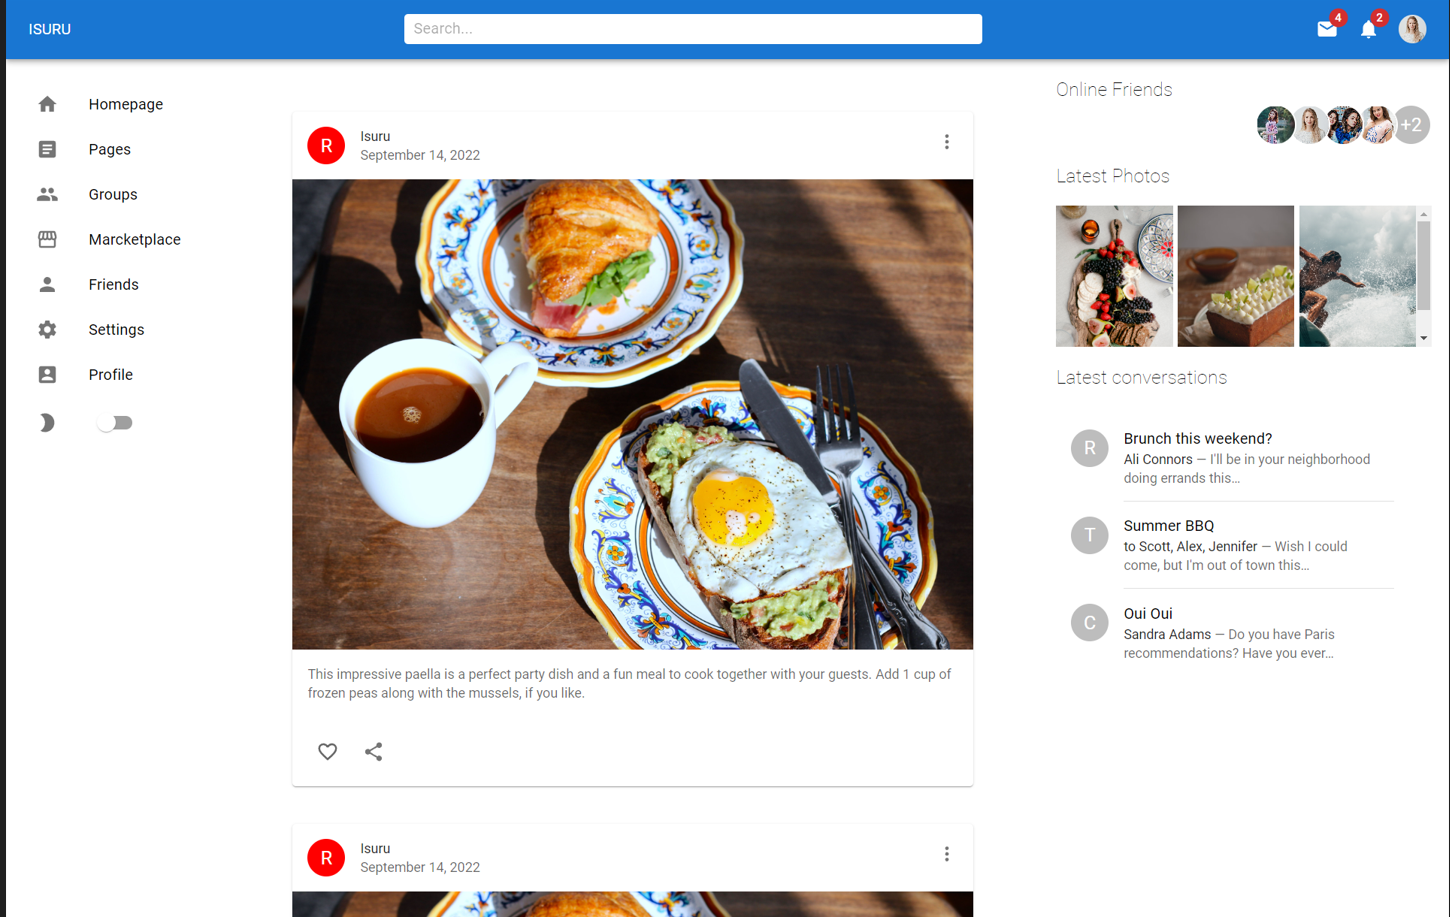 ISURU
Search...
4
2
Homepage
Pages
Groups
Marcketplace
Friends
Settings
Profile
R
Isuru
September 14, 2022
This impressive paella is a perfect party dish and a fun meal to cook together with your guests. Add 1 cup of
frozen peas along with the mussels, if you like.
R
Isuru
September 14, 2022
Online Friends
+2
Latest Photos
Latest conversations
R
Brunch this weekend?
Ali Connors — I'll be in your neighborhood
doing errands this…
T
Summer BBQ
to Scott, Alex, Jennifer — Wish I could
come, but I'm out of town this…
C
Oui Oui
Sandra Adams — Do you have Paris
recommendations? Have you ever…